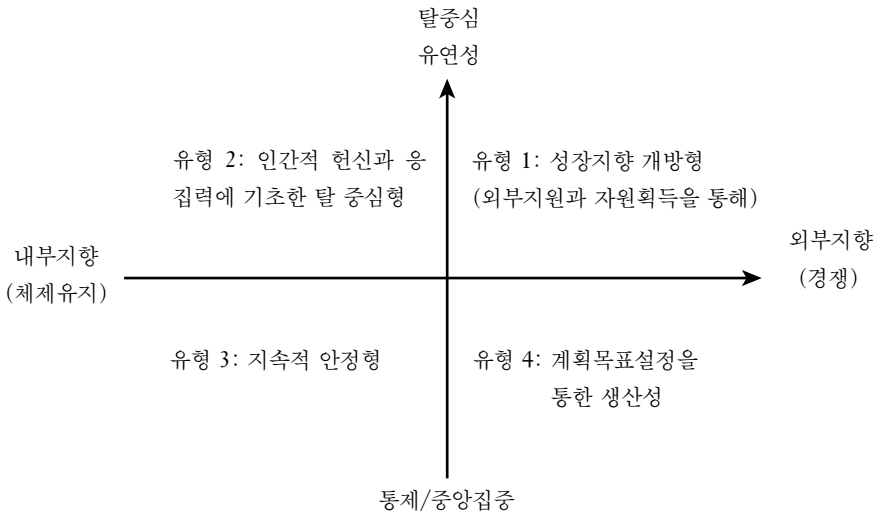 탈중심
유연성
유형 2: 인간적 헌신과 응
집력에 기초한 탈 중심형
유형 1: 성장지향 개방형
(외부지원과 자원획득을 통해)
내부지향
(체제유지)
외부지향
(경쟁)
유형 3: 지속적 안정형
유형 4: 계획목표설정을
통한 생산성
통제/중앙집중